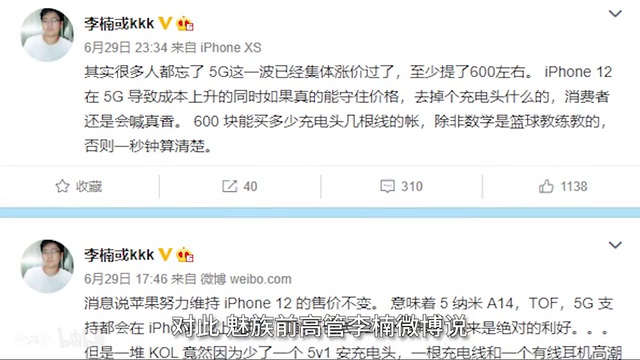 李楠或kkk
6月29日 23:34 来自 iPhone XS
其实很多人都忘了 5G这一波已经集体涨价过了，至少提了600左右。 iPhone 12
在 5G 导致成本上升的同时如果真的能守住价格，去掉个充电头什么的，消费者
还是会喊真香。 600 块能买多少充电头几根线的帐，除非数学是篮球教练教的，
否则一秒钟算清楚。
收藏 40 310 1138
李楠或kkk
6月29日 17:46 来自 微博 weibo.com
消息说苹果努力维持 iPhone 12 的售价不变。 意味着 5 纳米 A14，TOF，5G 支
持都会在 iPh 来是绝对的利好。。。
对此 魅族前高管李楠微博说
但是一堆 KOL 竟然因为少了一个 5v1 安充电头，一根充电线和一个有线耳机高潮
bilibili